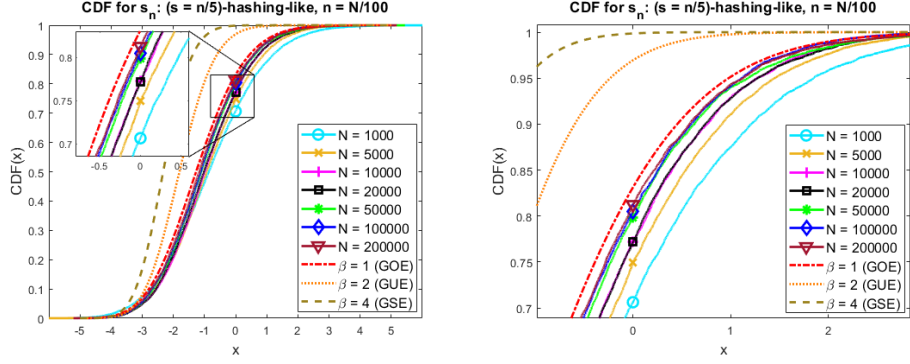 CDF for s_n: (s = n/5)-hashing-like, n = N/100
CDF(x)
1
0.9
0.8
0.7
0.6
0.5
0.4
0.3
0.2
0.1
0
0.8
0.75
0.7
-0.5
0
0.5
N = 1000
N = 5000
N = 10000
N = 20000
N = 50000
N = 100000
N = 200000
β = 1 (GOE)
β = 2 (GUE)
β = 4 (GSE)
-5 -4 -3 -2 -1 0 1 2 3 4 5
x
CDF for s_n: (s = n/5)-hashing-like, n = N/100
CDF(x)
1
0.95
0.9
0.85
0.8
0.75
0.7
N = 1000
N = 5000
N = 10000
N = 20000
N = 50000
N = 100000
N = 200000
β = 1 (GOE)
β = 2 (GUE)
β = 4 (GSE)
0 1 2
x